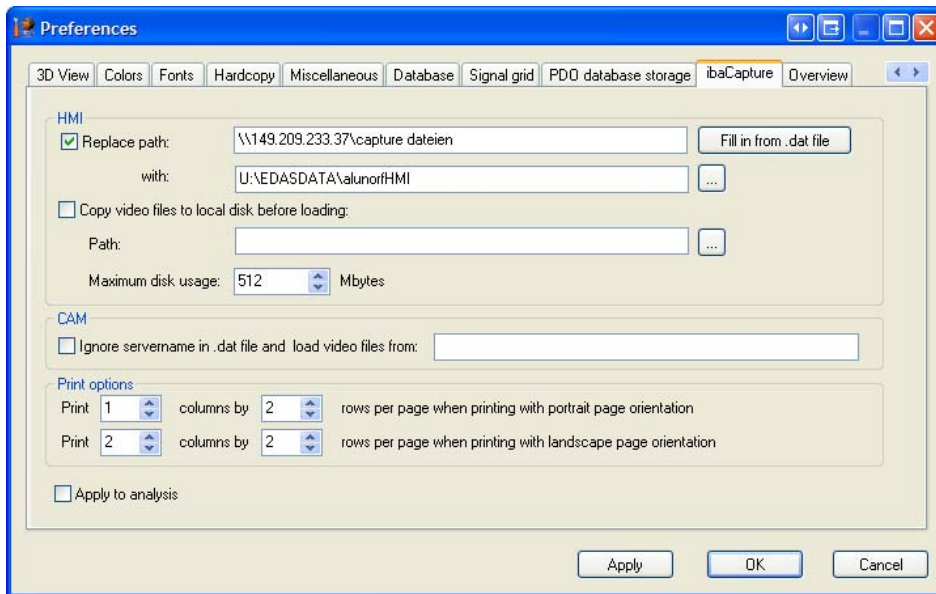 Preferences
3D View Colors Fonts Hardcopy Miscellaneous Database Signal grid PDO database storage ibaCapture Overview
HMI
Replace path: \\149.209.233.37\capture dateien Fill in from .dat file
with: U:\EDASDATA\alunorfHMI ...
Copy video files to local disk before loading:
Path: ...
Maximum disk usage: 512 Mbytes
CAM
Ignore servername in .dat file and load video files from:
Print options
Print 1 columns by 2 rows per page when printing with portrait page orientation
Print 2 columns by 2 rows per page when printing with landscape page orientation
Apply to analysis
Apply OK Cancel